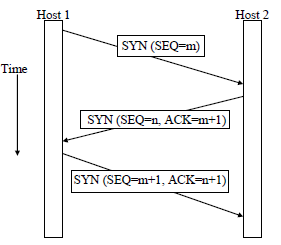 Host 1
Host 2
SYN (SEQ=m)
Time
SYN (SEQ=n, ACK=m+1)
SYN (SEQ=m+1, ACK=n+1)